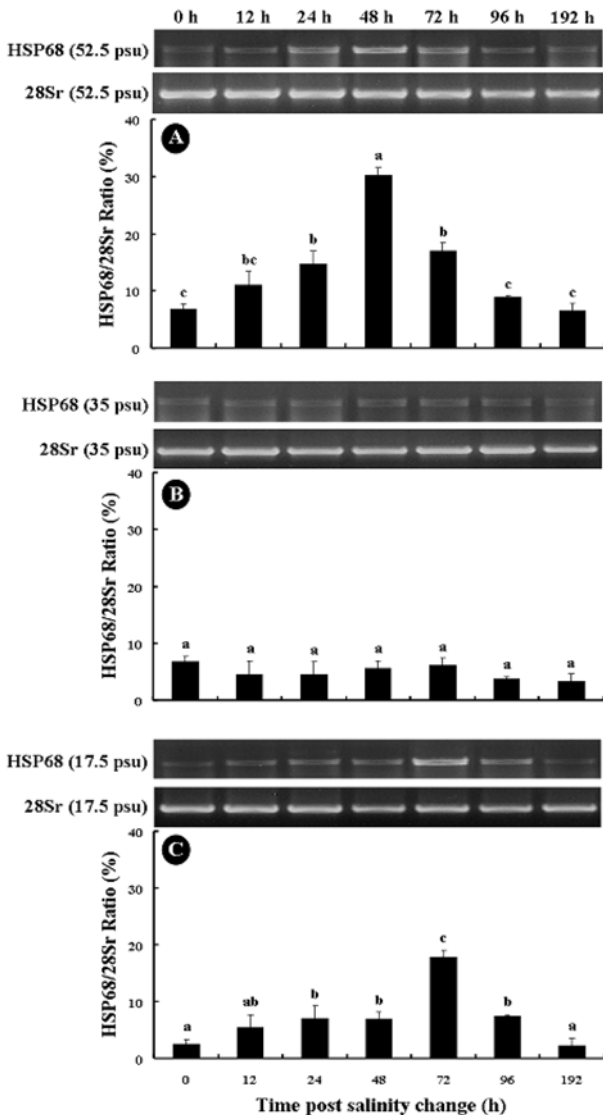 0 h 12 h 24 h 48 h 72 h 96 h 192 h
HSP68 (52.5 psu)
28Sr (52.5 psu)
A
HSP68/28Sr Ratio (%)
40
30
20
10
0
c bc b a b c c
HSP68 (35 psu)
28Sr (35 psu)
B
HSP68/28Sr Ratio (%)
40
30
20
10
0
a a a a a a a
HSP68 (17.5 psu)
28Sr (17.5 psu)
C
HSP68/28Sr Ratio (%)
40
30
20
10
0
a ab b b c b a
0 12 24 48 72 96 192
Time post salinity change (h)